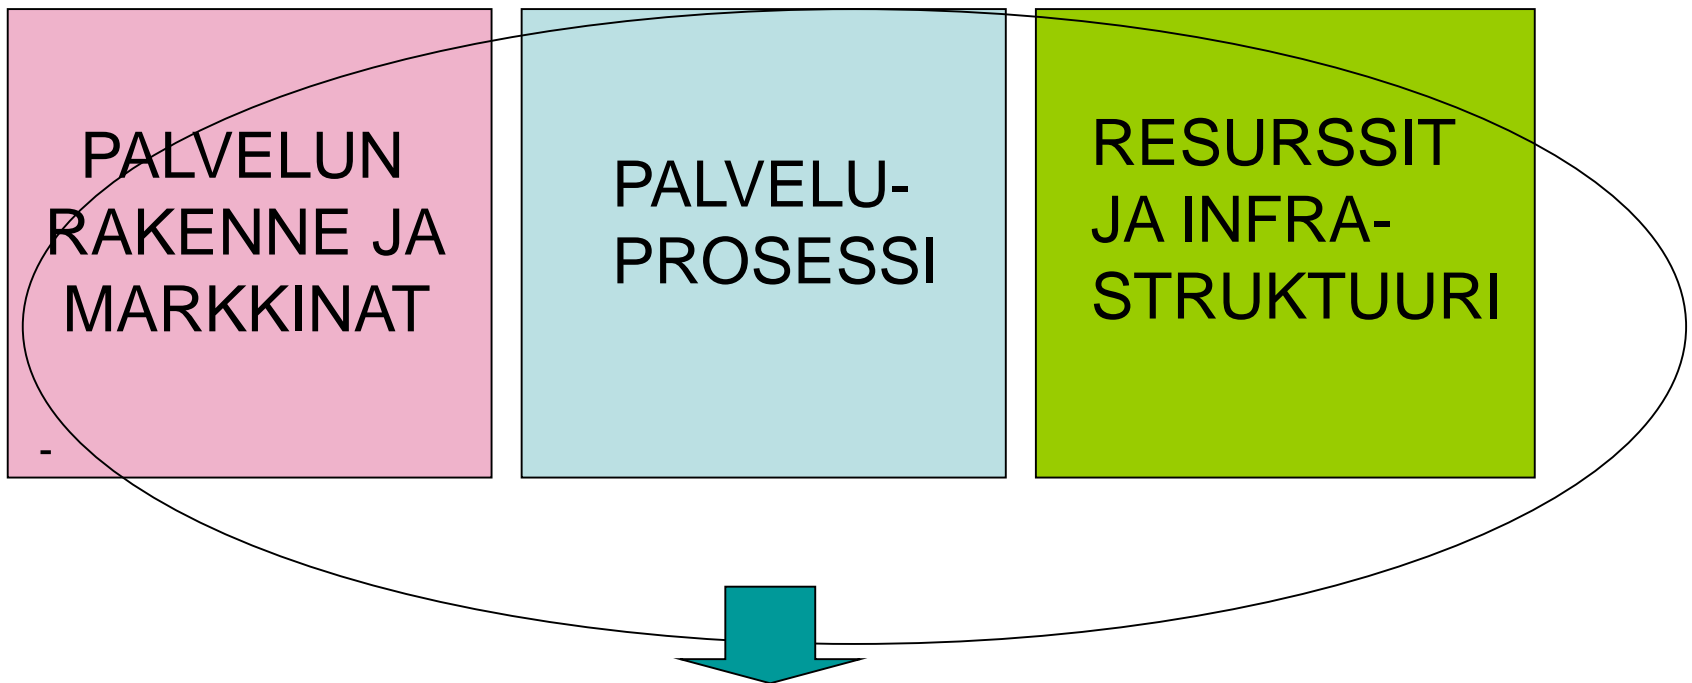 PALVELUN
RAKENNE JA
MARKKINAT
-
PALVELU-
PROSESSI
RESURSSIT
JA INFRA-
STRUKTUURI